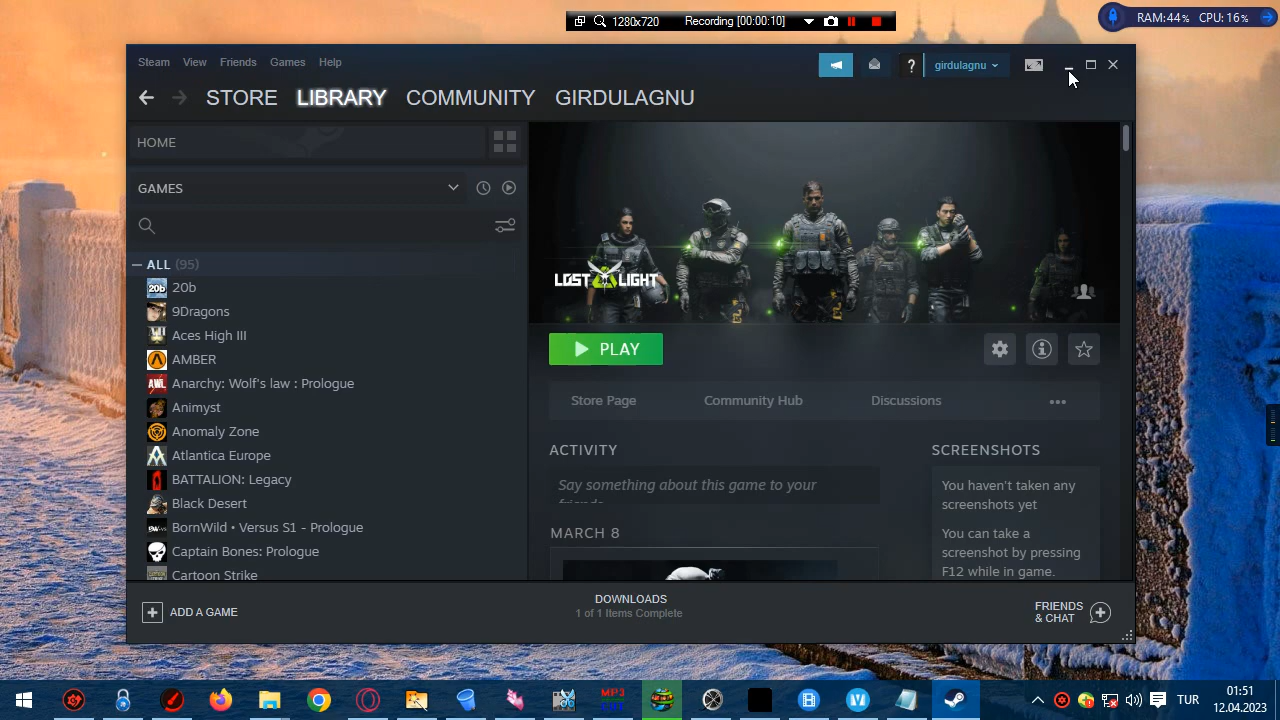 1280x720
Recording [00:00:10]
RAM:44% CPU: 16%
Steam View Friends Games Help
? girdulagnu
STORE LIBRARY COMMUNITY GIRDULAGNU
HOME
GAMES
ALL (95)
20b
9Dragons
Aces High III
AMBER
Anarchy: Wolf's law : Prologue
Animyst
Anomaly Zone
Atlantica Europe
BATTALION: Legacy
Black Desert
BornWild • Versus S1 - Prologue
Captain Bones: Prologue
Cartoon Strike
LOST LIGHT
PLAY
Store Page Community Hub Discussions
ACTIVITY
Say something about this game to your
friends...
MARCH 8
SCREENSHOTS
You haven't taken any
screenshots yet
You can take a
screenshot by pressing
F12 while in game.
ADD A GAME
DOWNLOADS
1 of 1 Items Complete
FRIENDS
& CHAT
MP3
TUR
01:51
12.04.2023